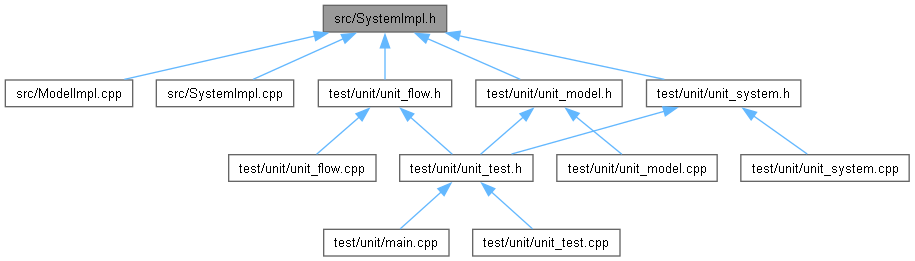 src/SystemImpl.h
src/ModelImpl.cpp
src/SystemImpl.cpp
test/unit/unit_flow.h
test/unit/unit_model.h
test/unit/unit_system.h
test/unit/unit_flow.cpp
test/unit/unit_test.h
test/unit/unit_model.cpp
test/unit/unit_system.cpp
test/unit/main.cpp
test/unit/unit_test.cpp